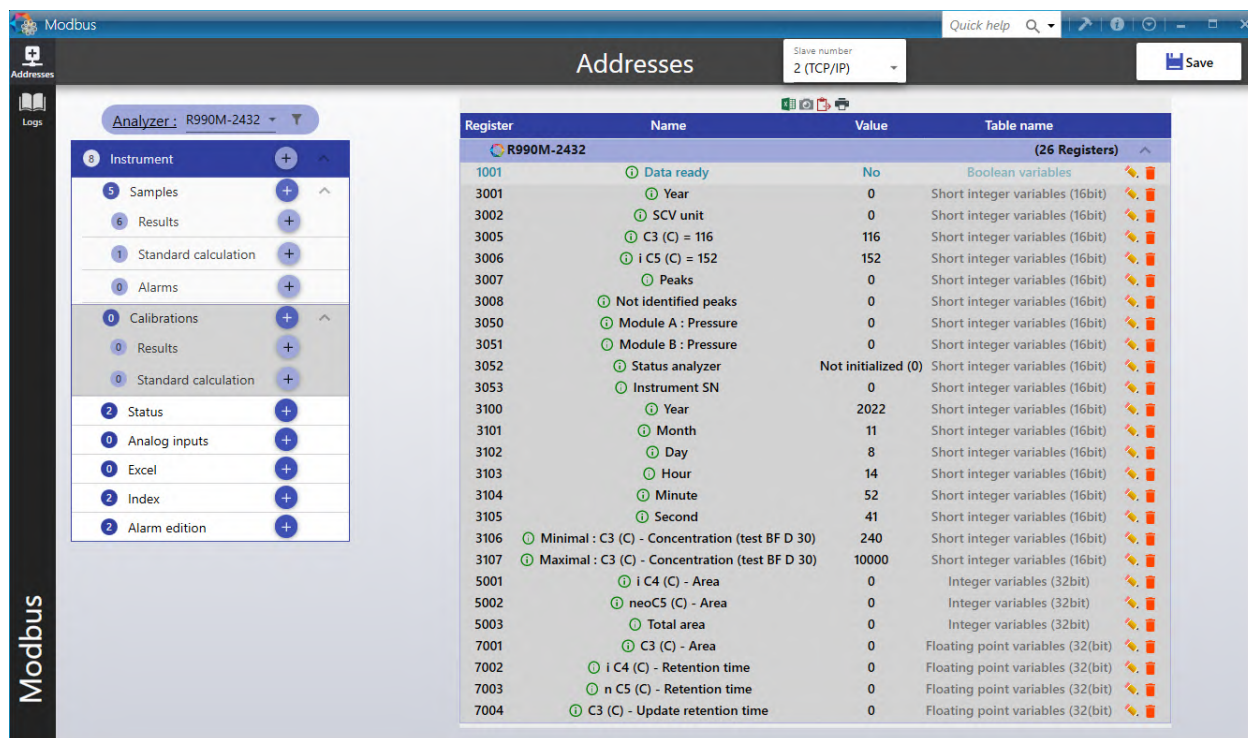 Modbus
Quick help
Addresses
Addresses
Slave number
2 (TCP/IP)
Save
Logs
Analyzer : R990M-2432
8 Instrument +
5 Samples +
6 Results +
1 Standard calculation +
0 Alarms +
0 Calibrations +
0 Results +
0 Standard calculation +
2 Status +
0 Analog inputs +
0 Excel +
2 Index +
2 Alarm edition +
Modbus
Register Name Value Table name
R990M-2432 (26 Registers)
1001 Data ready No Boolean variables
3001 Year 0 Short integer variables (16bit)
3002 SCV unit 0 Short integer variables (16bit)
3005 C3 (C) = 116 116 Short integer variables (16bit)
3006 i C5 (C) = 152 152 Short integer variables (16bit)
3007 Peaks 0 Short integer variables (16bit)
3008 Not identified peaks 0 Short integer variables (16bit)
3050 Module A : Pressure 0 Short integer variables (16bit)
3051 Module B : Pressure 0 Short integer variables (16bit)
3052 Status analyzer Not initialized (0) Short integer variables (16bit)
3053 Instrument SN 0 Short integer variables (16bit)
3100 Year 2022 Short integer variables (16bit)
3101 Month 11 Short integer variables (16bit)
3102 Day 8 Short integer variables (16bit)
3103 Hour 14 Short integer variables (16bit)
3104 Minute 52 Short integer variables (16bit)
3105 Second 41 Short integer variables (16bit)
3106 Minimal : C3 (C) - Concentration (test BF D 30) 240 Short integer variables (16bit)
3107 Maximal : C3 (C) - Concentration (test BF D 30) 10000 Short integer variables (16bit)
5001 i C4 (C) - Area 0 Integer variables (32bit)
5002 neoC5 (C) - Area 0 Integer variables (32bit)
5003 Total area 0 Integer variables (32bit)
7001 C3 (C) - Area 0 Floating point variables (32(bit)
7002 i C4 (C) - Retention time 0 Floating point variables (32(bit)
7003 n C5 (C) - Retention time 0 Floating point variables (32(bit)
7004 C3 (C) - Update retention time 0 Floating point variables (32(bit)